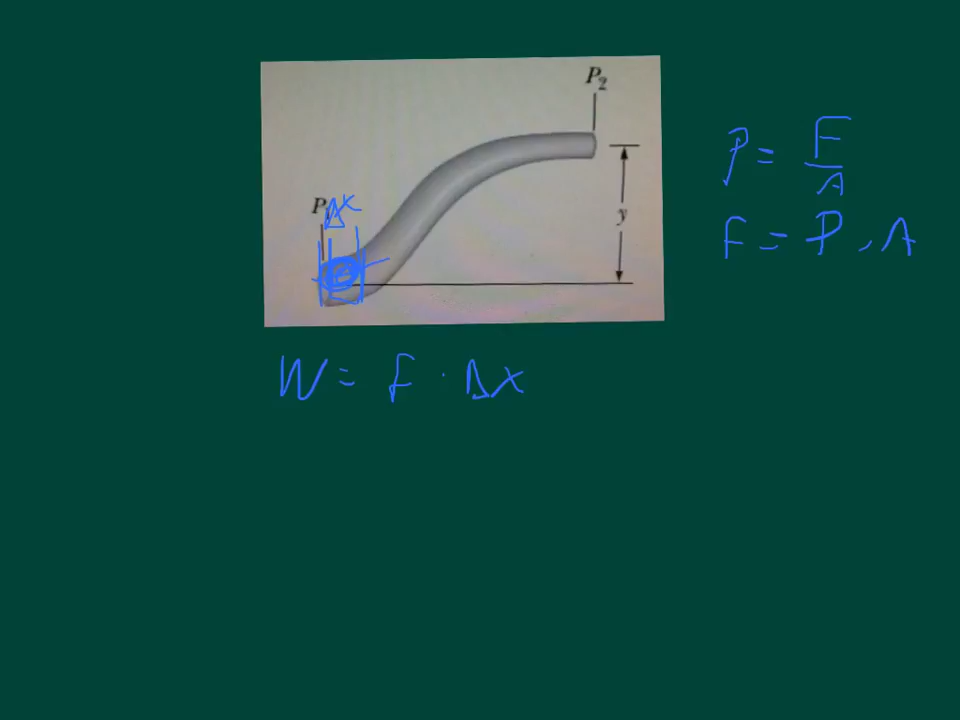 P₂
P = F/A
P₁
Δx
y
F = P . A
W = F · Δx